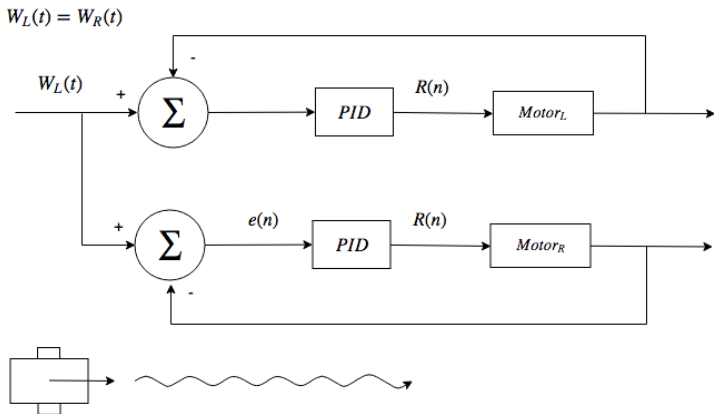 W_L(t) = W_R(t)
-
W_L(t)
+
Σ
PID
R(n)
Motor_L
+
Σ
e(n)
PID
R(n)
Motor_R
-